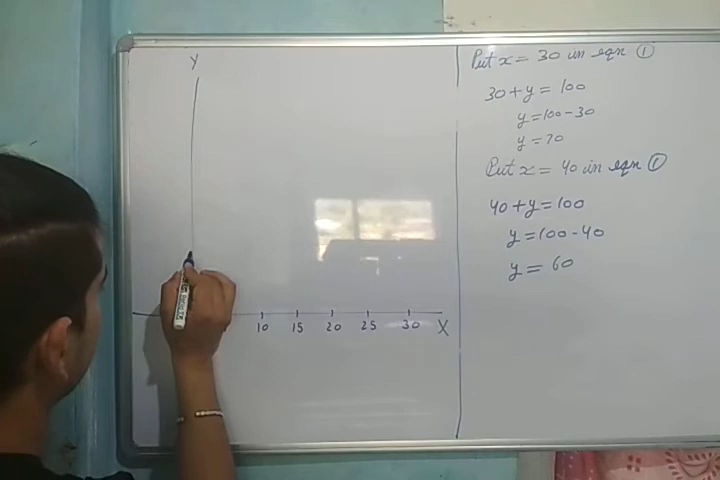 Y
10 15 20 25 30 X
Put x = 30 in eqn ①
30 + y = 100
y = 100 - 30
y = 70
Put x = 40 in eqn ①
40 + y = 100
y = 100 - 40
y = 60